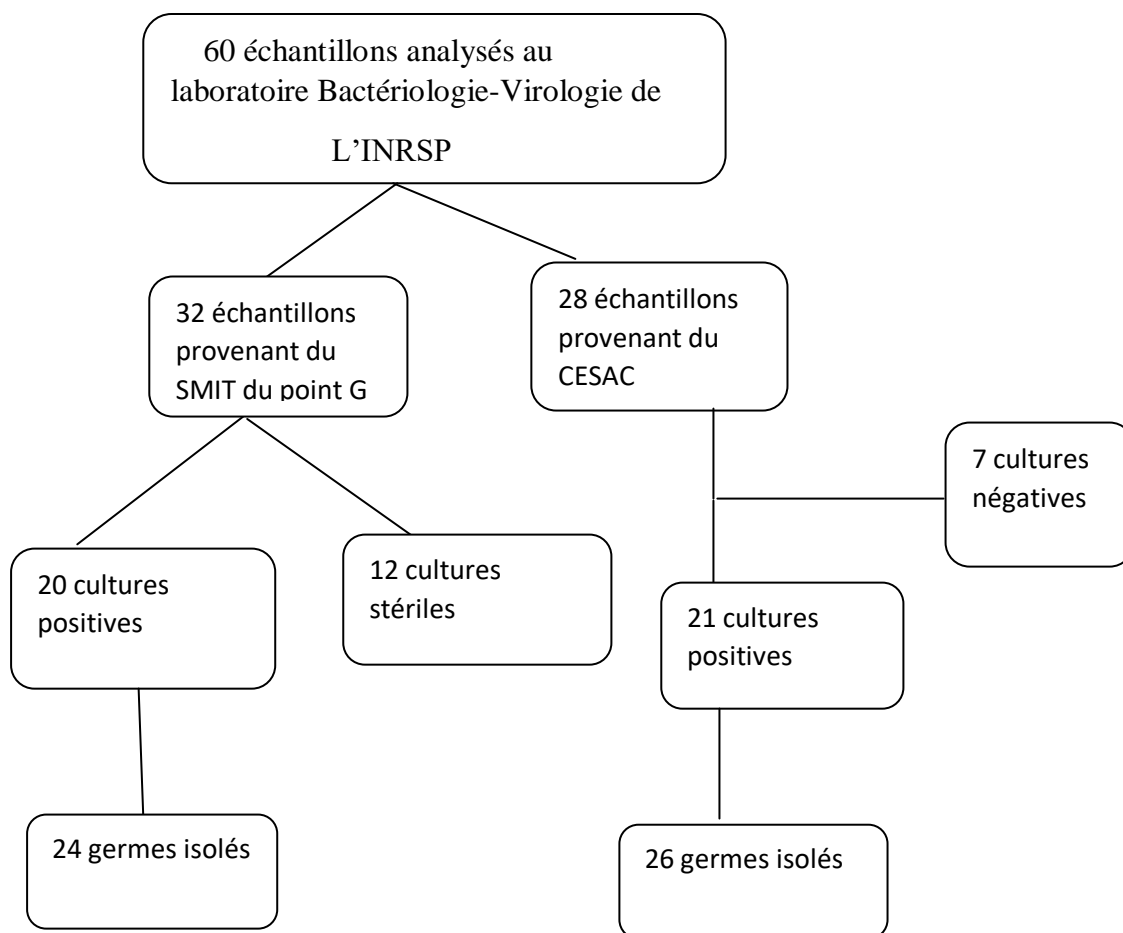 60 échantillons analysés au
laboratoire Bactériologie-Virologie de
L'INRSP
32 échantillons
provenant du
SMIT du point G
28 échantillons
provenant du
CESAC
7 cultures
négatives
20 cultures
positives
12 cultures
stériles
21 cultures
positives
24 germes isolés
26 germes isolés